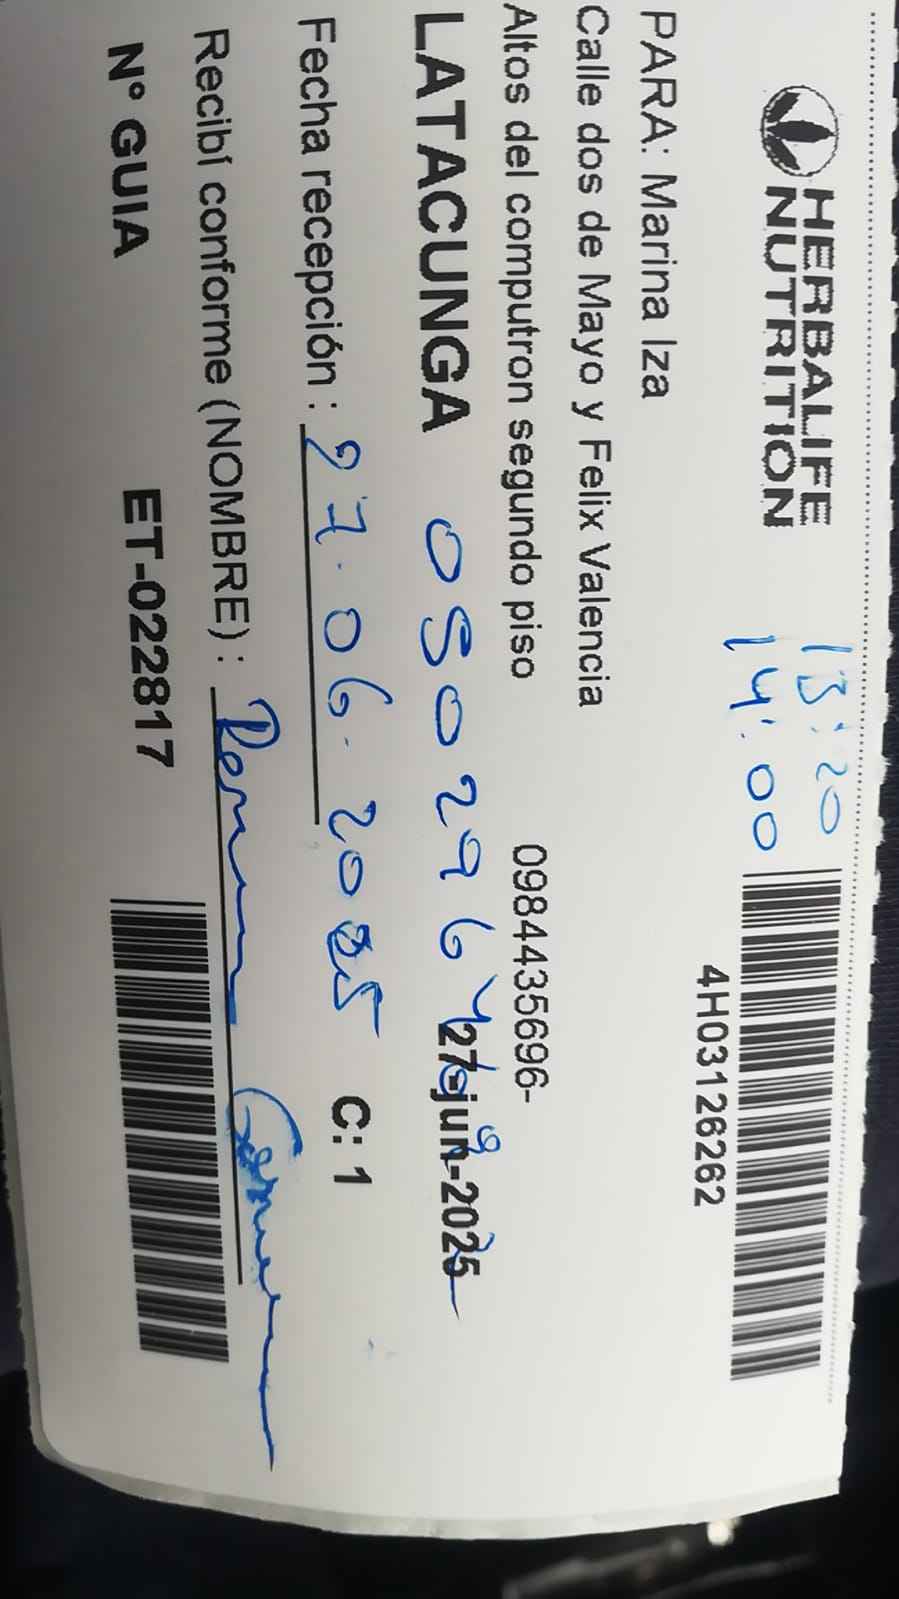 HERBALIFE
NUTRITION
13:20
14:00
4H03126262
PARA: Marina Iza
Calle dos de Mayo y Felix Valencia
Altos del computron segundo piso 0984435696-
LATACUNGA 050296 27-jun-2025
Fecha recepción : 27.06.2025 C: 1
Recibí conforme (NOMBRE) :
N° GUIA ET-022817